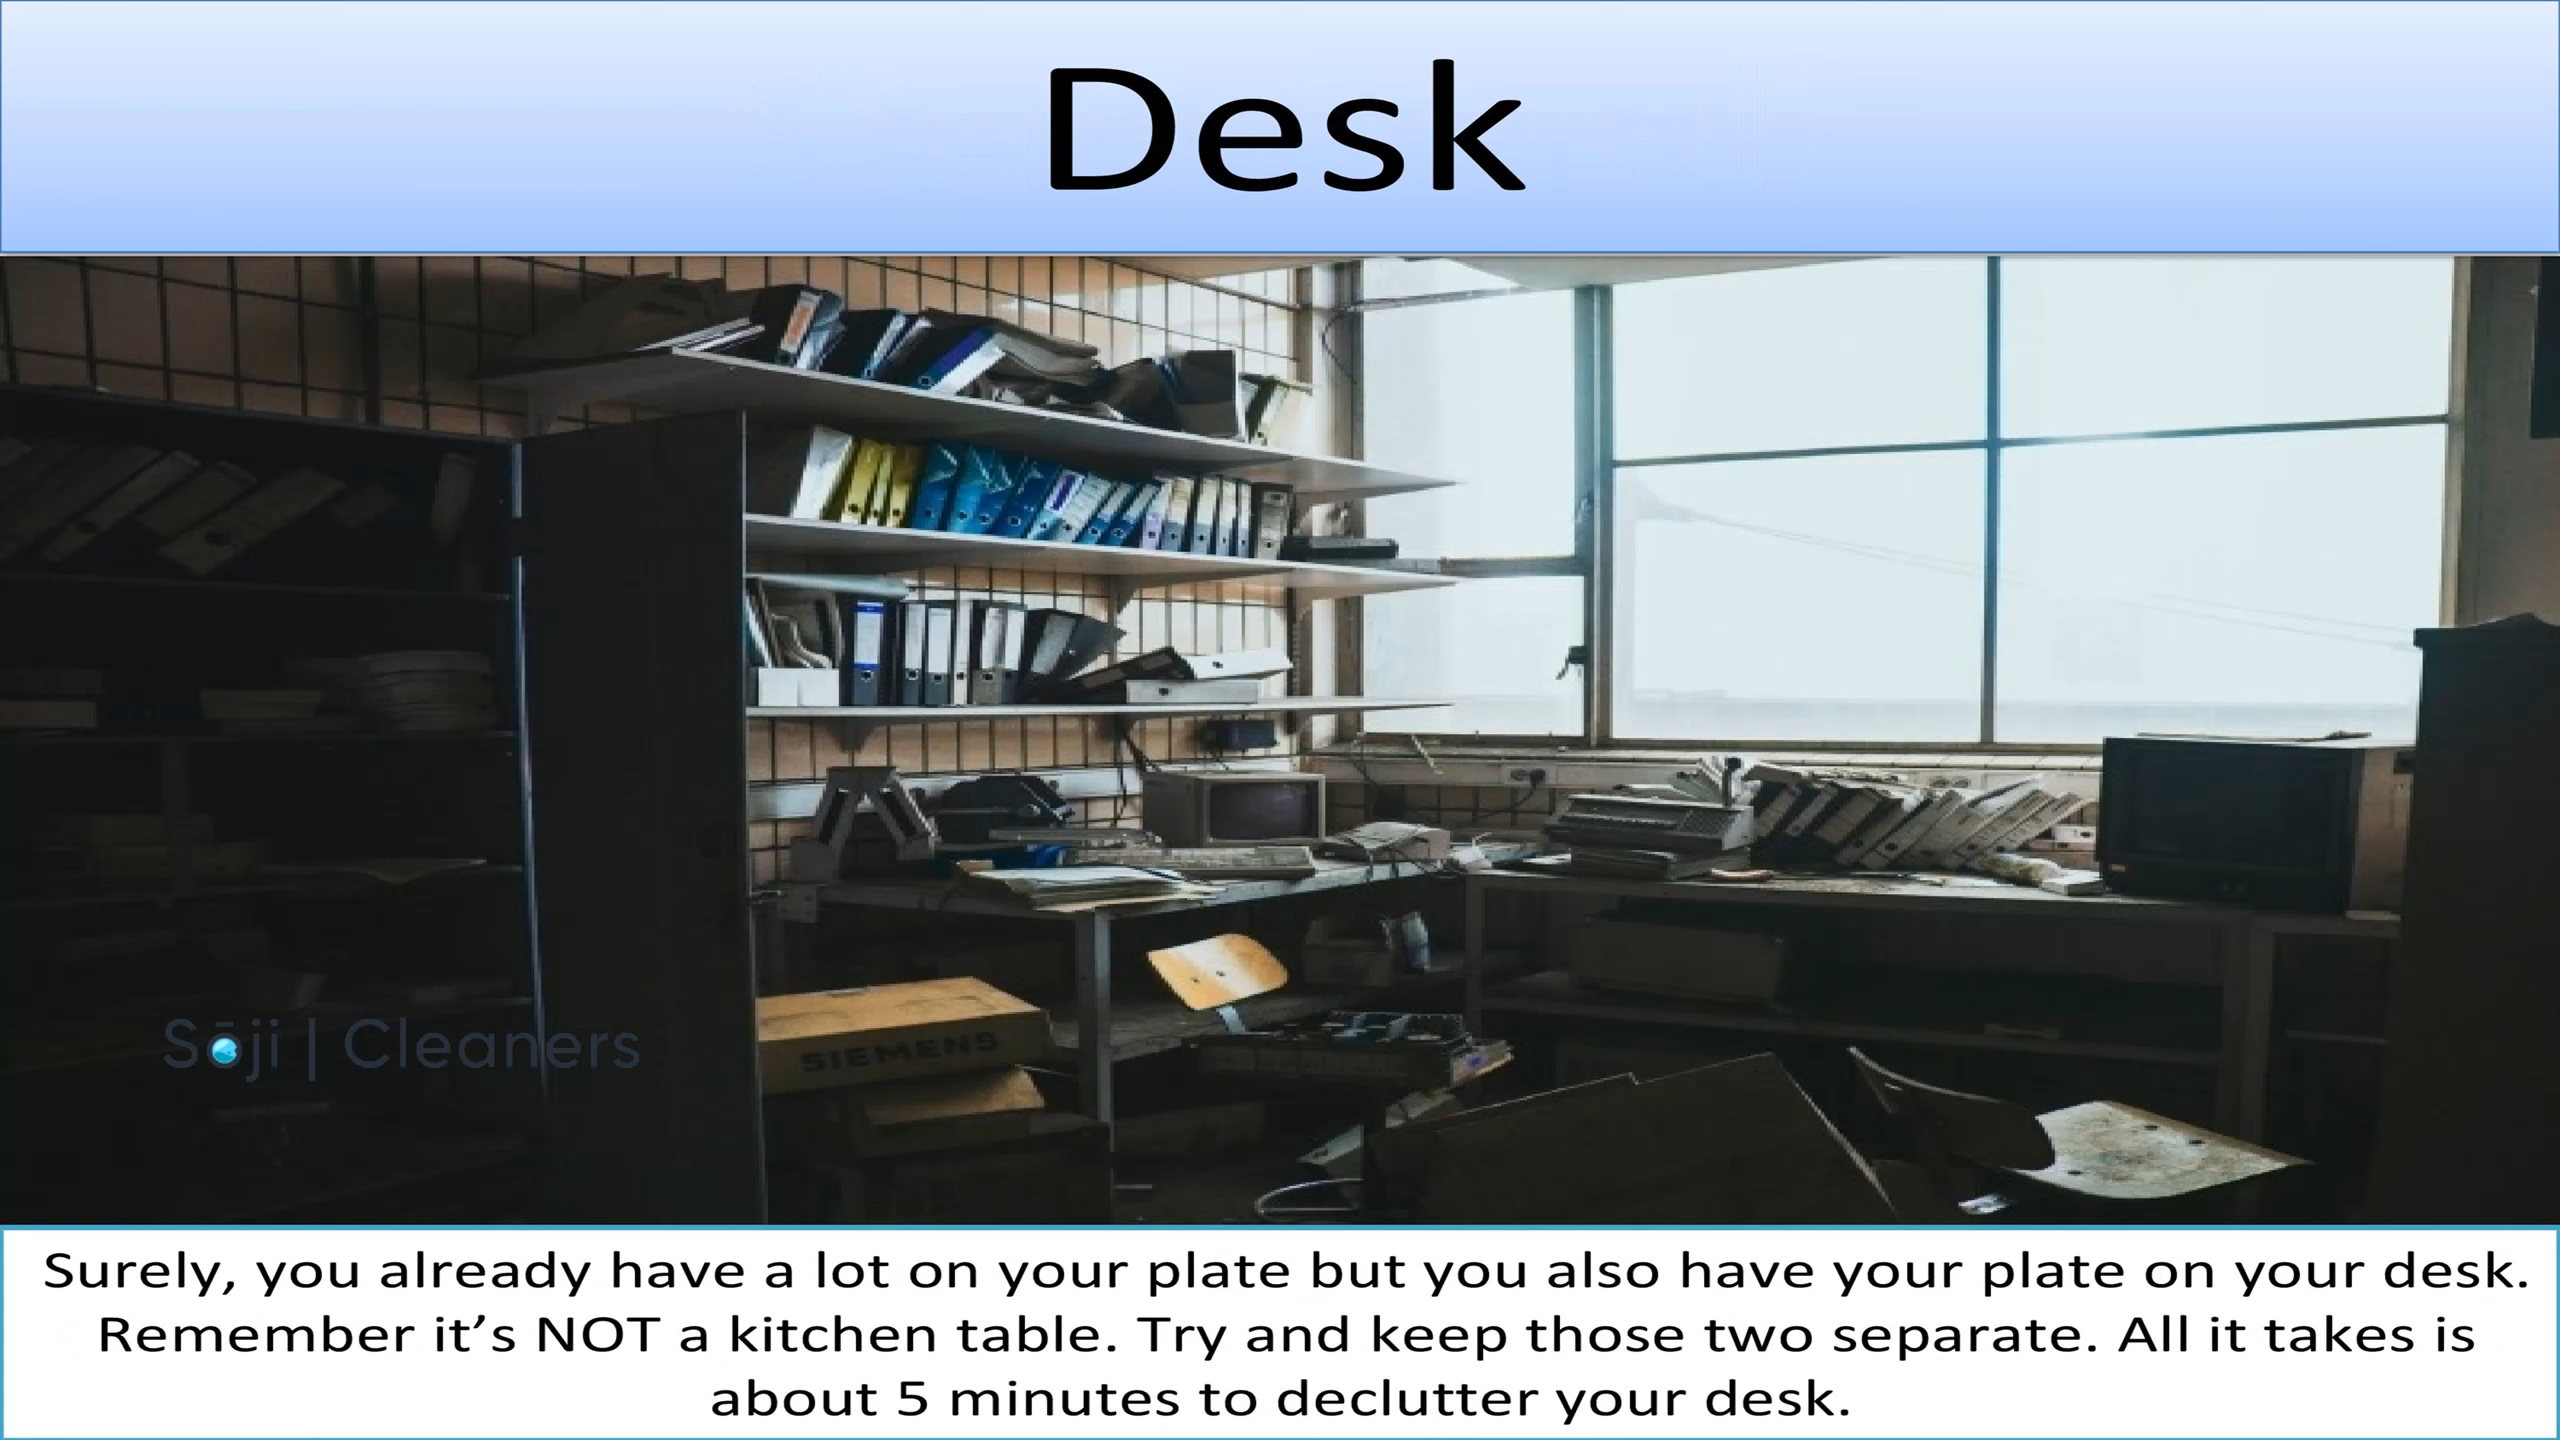 Desk
SIEMENS
Sōji | Cleaners
Surely, you already have a lot on your plate but you also have your plate on your desk.
Remember it’s NOT a kitchen table. Try and keep those two separate. All it takes is
about 5 minutes to declutter your desk.